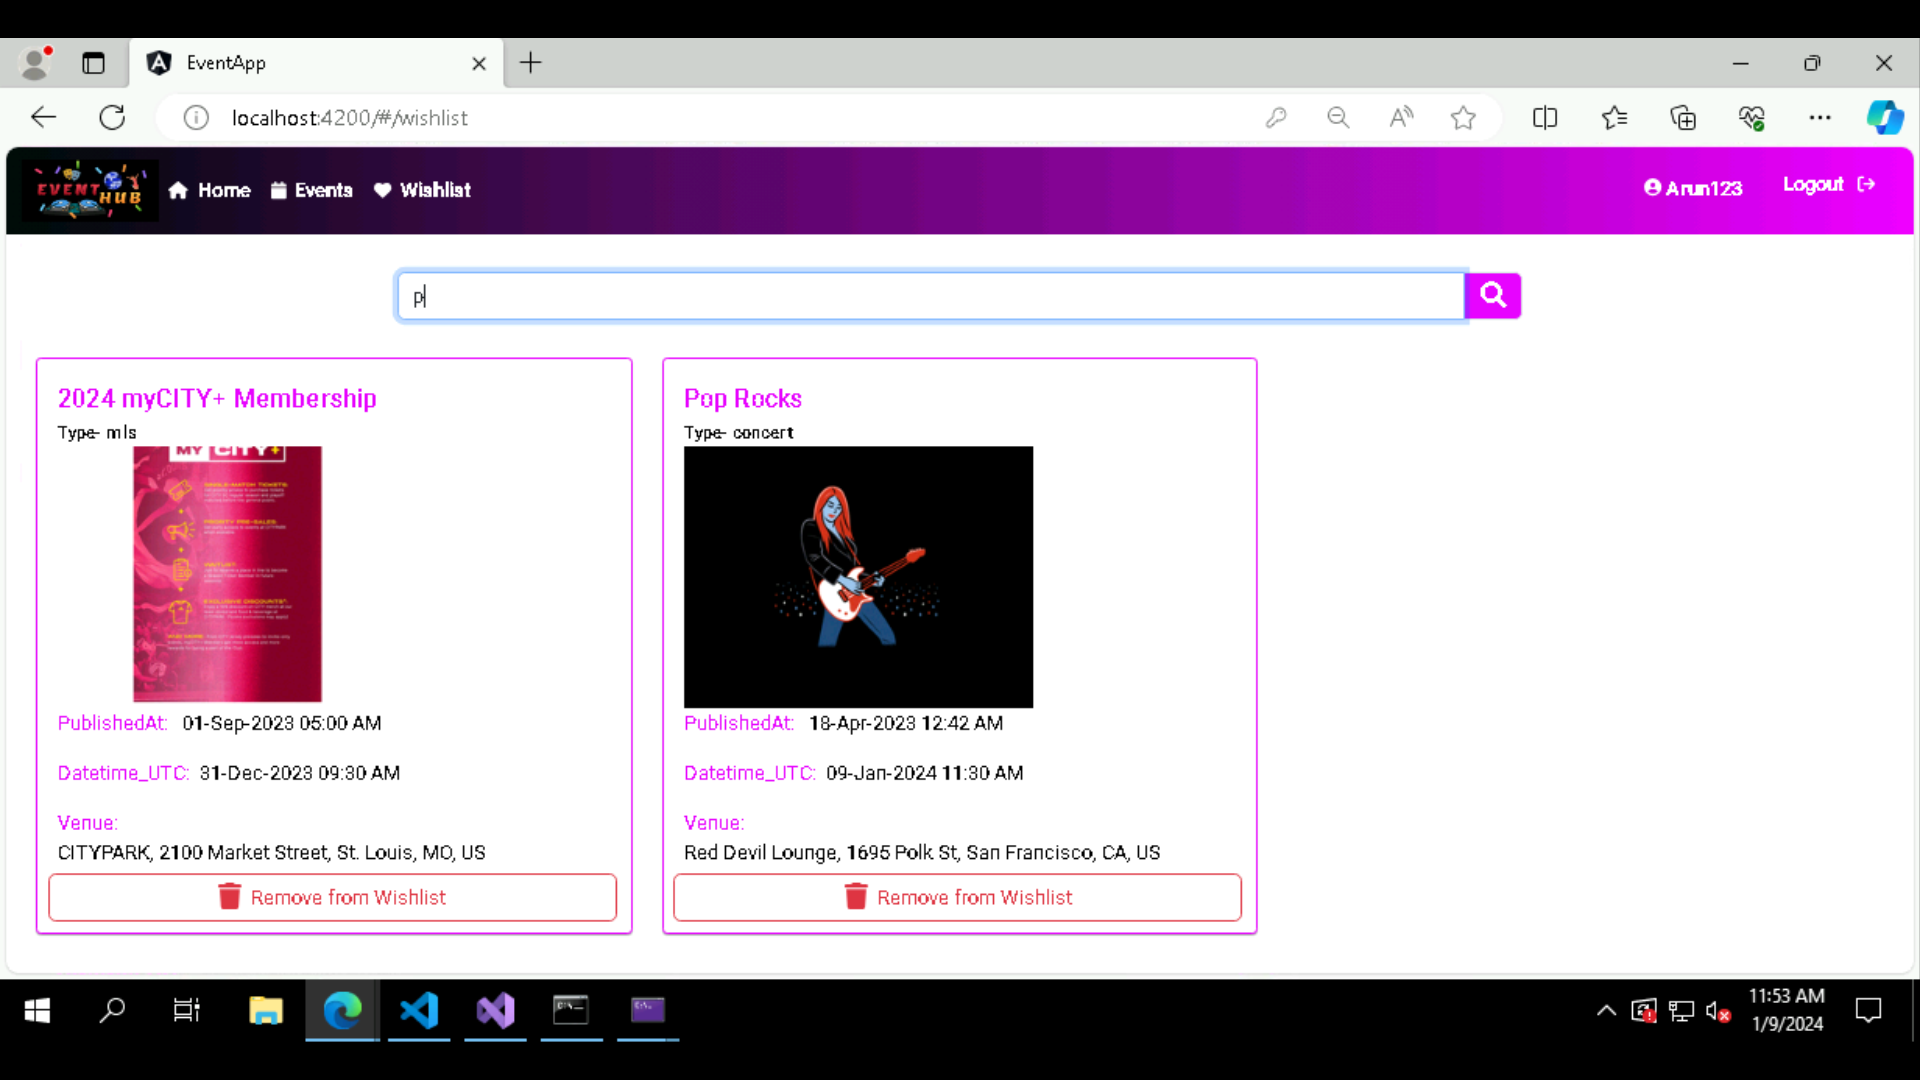 EventApp
localhost:4200/#/wishlist
EVENT HUB
Home
Events
Wishlist
Arun123
Logout
p
2024 myCITY+ Membership
Type- mls
MY CITY+
PublishedAt: 01-Sep-2023 05:00 AM
Datetime_UTC: 31-Dec-2023 09:30 AM
Venue:
CITYPARK, 2100 Market Street, St. Louis, MO, US
Remove from Wishlist
Pop Rocks
Type- concert
PublishedAt: 18-Apr-2023 12:42 AM
Datetime_UTC: 09-Jan-2024 11:30 AM
Venue:
Red Devil Lounge, 1695 Polk St, San Francisco, CA, US
Remove from Wishlist
11:53 AM
1/9/2024